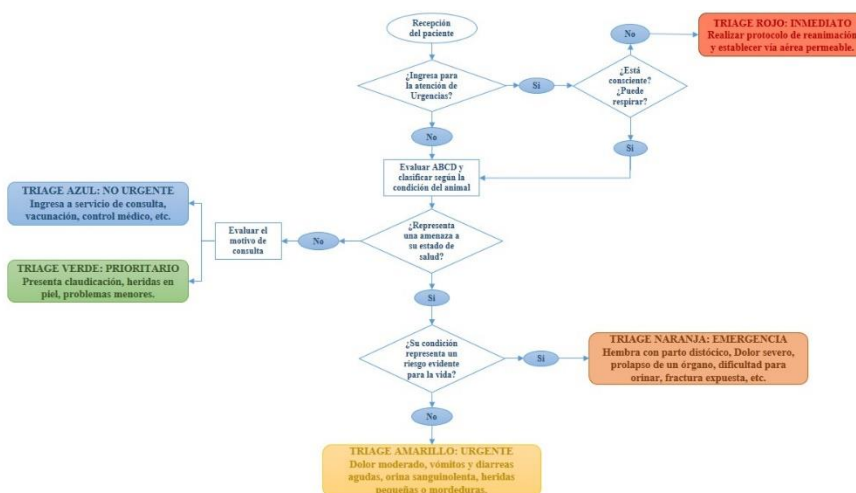 Recepción
del paciente
¿Ingresa para
la atención de
Urgencias?
Si
¿Está
consciente?
¿Puede
respirar?
No
TRIAGE ROJO: INMEDIATO
Realizar protocolo de reanimación
y establecer vía aérea permeable.
No
Si
Evaluar ABCD y
clasificar según la
condición del animal
¿Representa
una amenaza a
su estado de
salud?
No
Evaluar el
motivo de
consulta
TRIAGE AZUL: NO URGENTE
Ingresa a servicio de consulta,
vacunación, control médico, etc.
TRIAGE VERDE: PRIORITARIO
Presenta claudicación, heridas en
piel, problemas menores.
Si
¿Su condición
representa un
riesgo evidente
para la vida?
Si
TRIAGE NARANJA: EMERGENCIA
Hembra con parto distócico, Dolor severo,
prolapso de un órgano, dificultad para
orinar, fractura expuesta, etc.
No
TRIAGE AMARILLO: URGENTE
Dolor moderado, vómitos y diarreas
agudas, orina sanguinolenta, heridas
pequeñas o mordeduras.